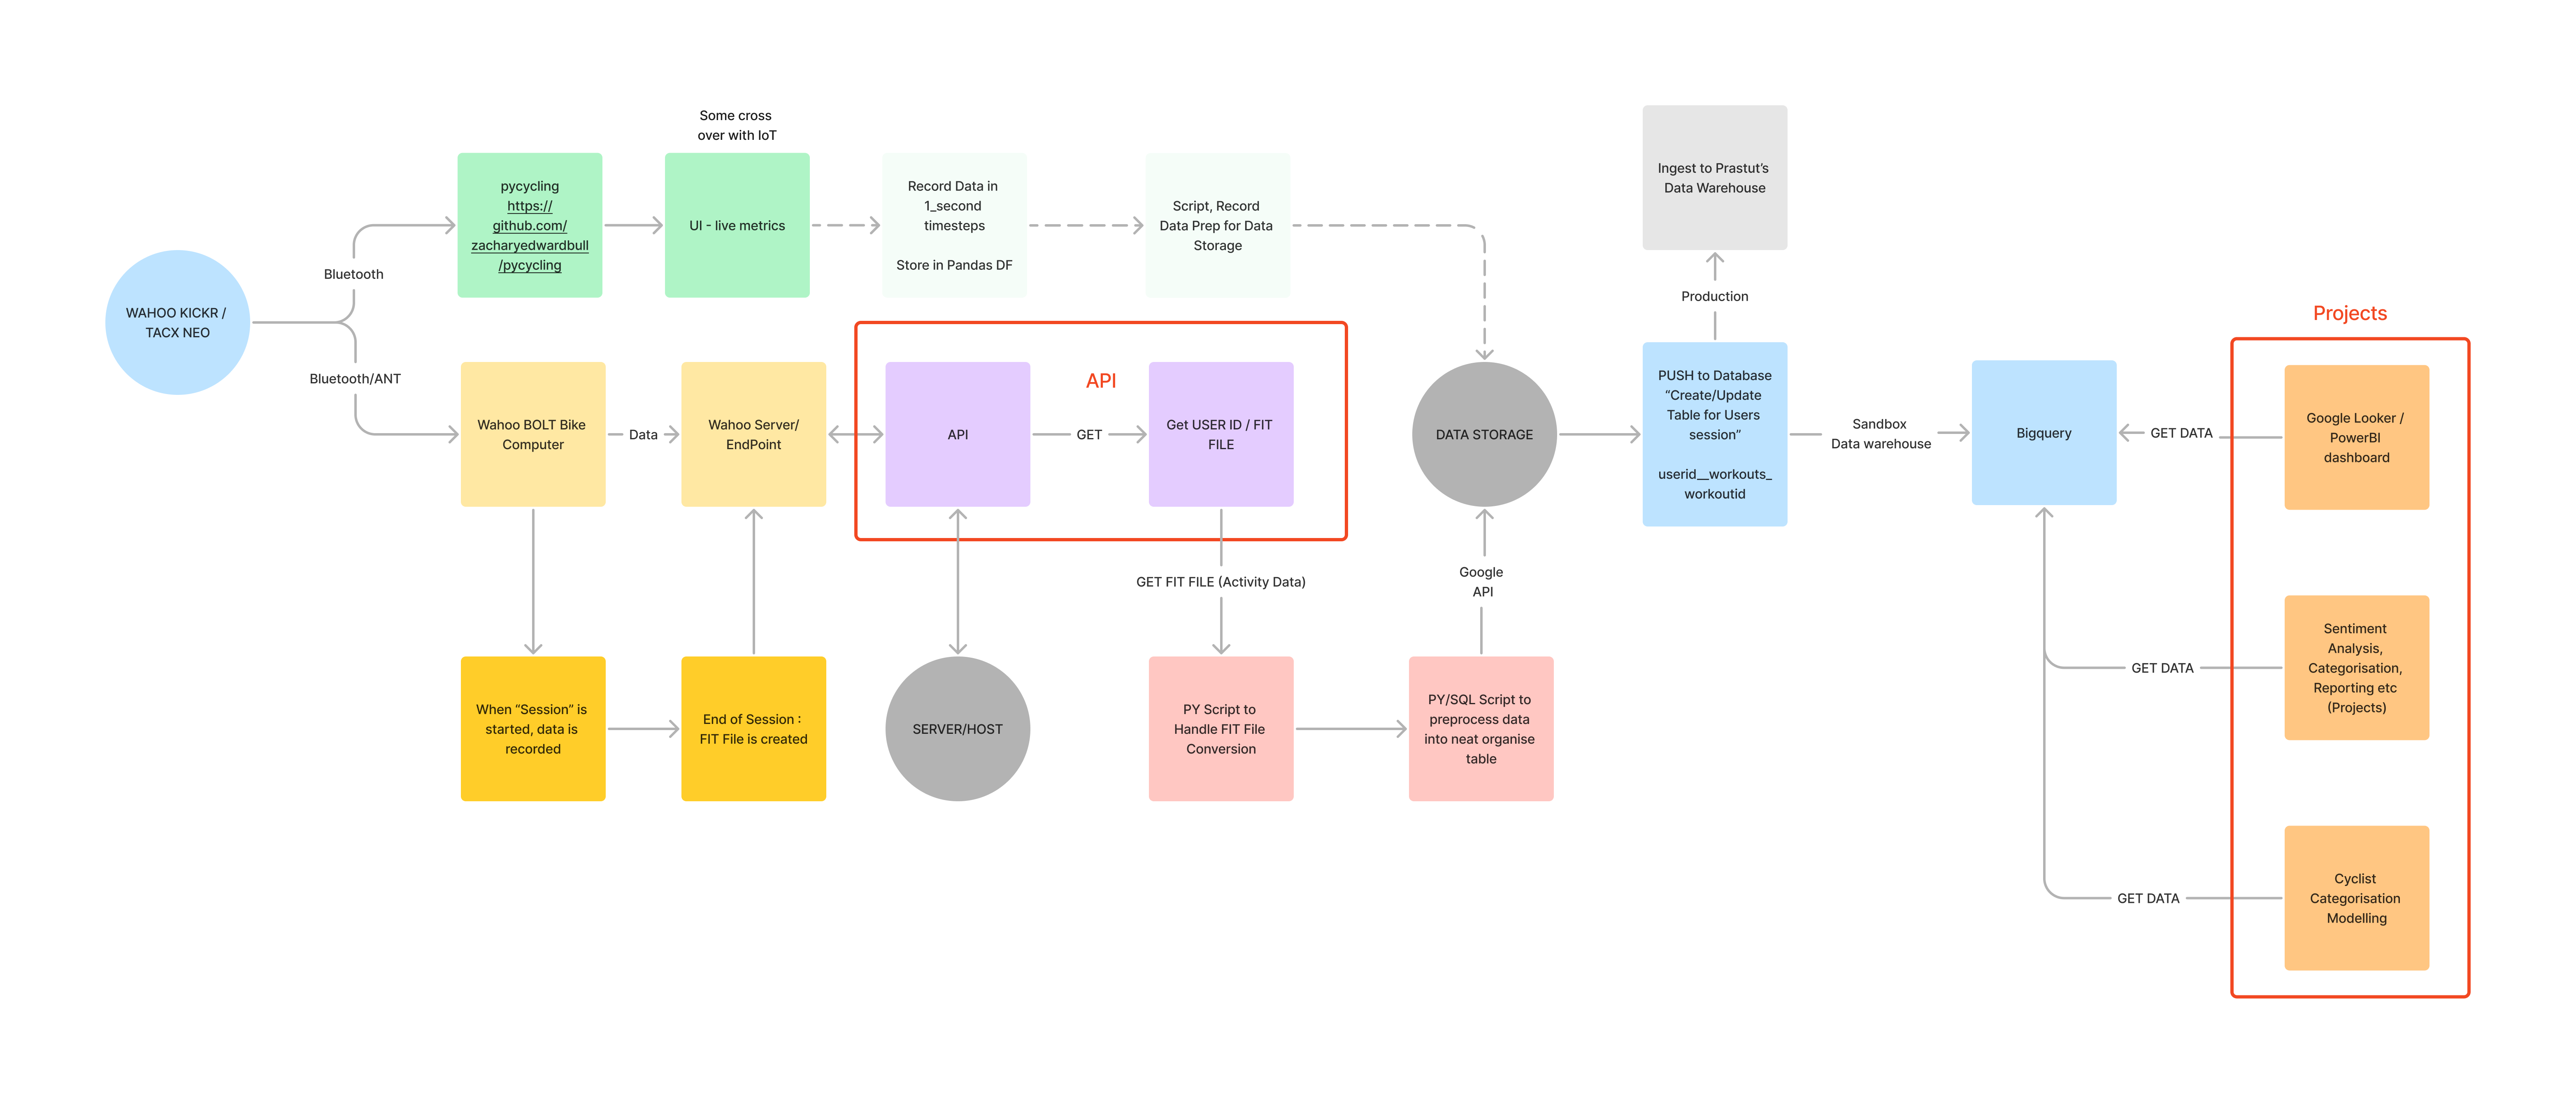 WAHOO KICKR /
TACX NEO
Bluetooth
Bluetooth/ANT
pycycling
https://
github.com/
zacharyedwardbull
/pycycling
Some cross
over with IoT
UI - live metrics
Record Data in
1_second
timesteps
Store in Pandas DF
Script, Record
Data Prep for Data
Storage
Wahoo BOLT Bike
Computer
Data
Wahoo Server/
EndPoint
API
API
GET
Get USER ID / FIT
FILE
When “Session” is
started, data is
recorded
End of Session :
FIT File is created
SERVER/HOST
GET FIT FILE (Activity Data)
PY Script to
Handle FIT File
Conversion
PY/SQL Script to
preprocess data
into neat organise
table
Google
API
DATA STORAGE
Ingest to Prastut’s
Data Warehouse
Production
PUSH to Database
“Create/Update
Table for Users
session”
userid__workouts_
workoutid
Sandbox
Data warehouse
Bigquery
GET DATA
GET DATA
GET DATA
Projects
Google Looker /
PowerBI
dashboard
Sentiment
Analysis,
Categorisation,
Reporting etc
(Projects)
Cyclist
Categorisation
Modelling